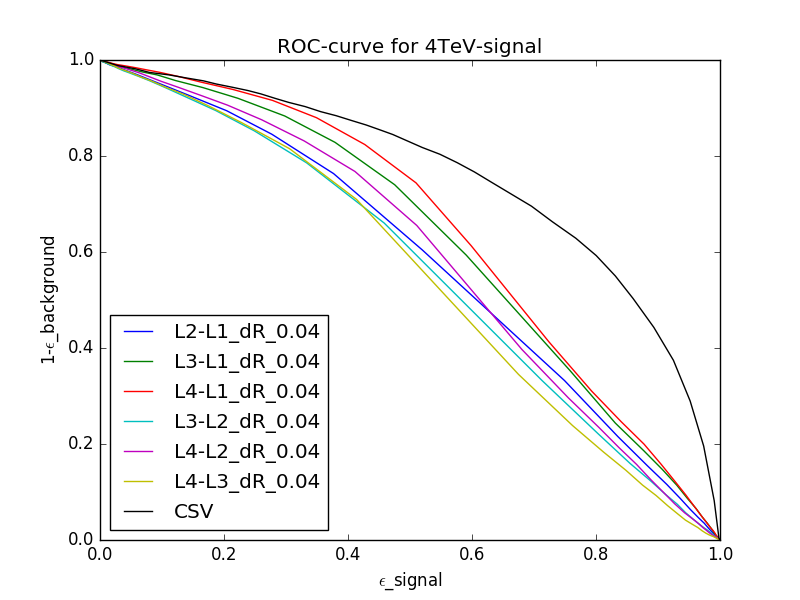 ROC-curve for 4TeV-signal
1.0
0.8
0.6
0.4
0.2
0.0
1-ϵ_background
L2-L1_dR_0.04
L3-L1_dR_0.04
L4-L1_dR_0.04
L3-L2_dR_0.04
L4-L2_dR_0.04
L4-L3_dR_0.04
CSV
0.0 0.2 0.4 0.6 0.8 1.0
ϵ_signal